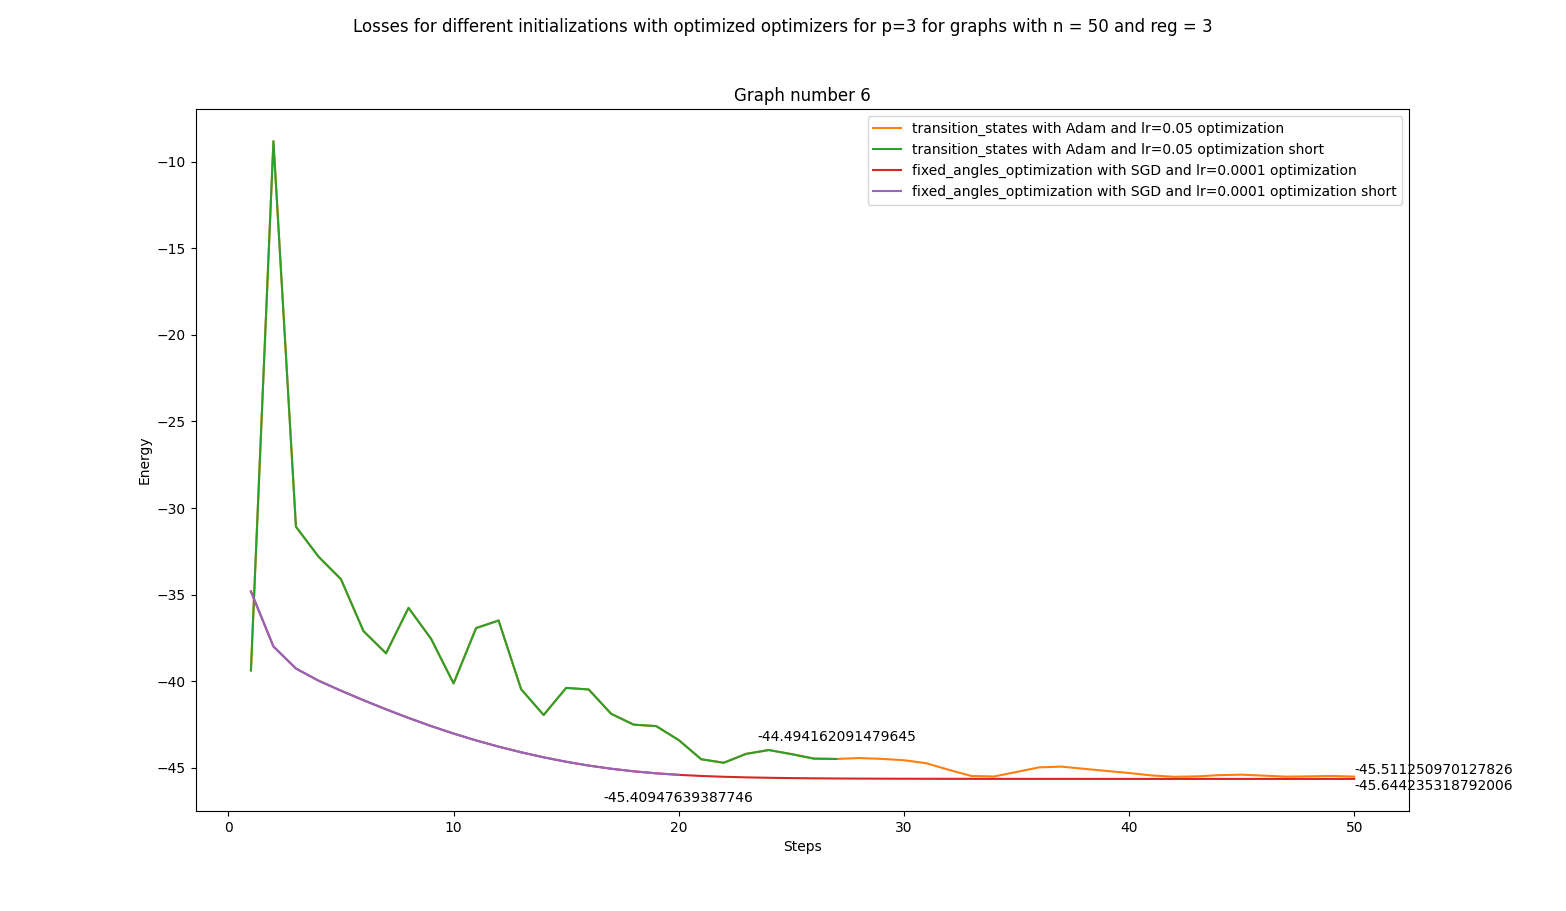 Losses for different initializations with optimized optimizers for p=3 for graphs with n = 50 and reg = 3
Graph number 6
transition_states with Adam and lr=0.05 optimization
transition_states with Adam and lr=0.05 optimization short
fixed_angles_optimization with SGD and lr=0.0001 optimization
fixed_angles_optimization with SGD and lr=0.0001 optimization short
−10
−15
−20
−25
−30
−35
−40
−45
Energy
-44.494162091479645
-45.511250970127826
-45.644235318792006
-45.40947639387746
0
10
20
30
40
50
Steps